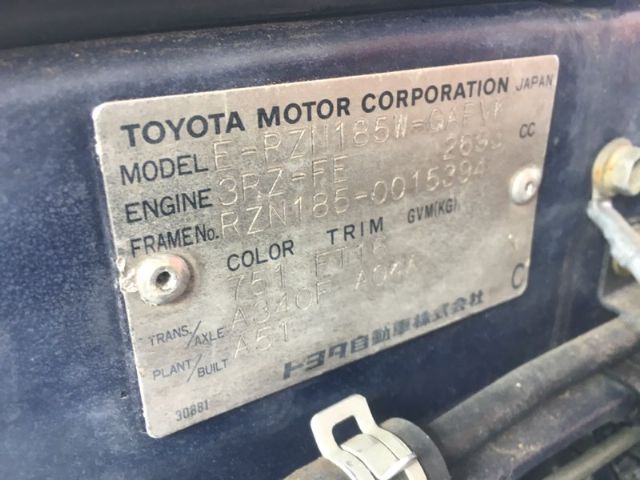 TOYOTA MOTOR CORPORATION JAPAN
MODEL E-RZN185W-GAFVK
ENGINE 3RZ-FE 2693 CC
FRAME No. RZN185-0015394
COLOR TRIM GVM(KG)
751 FT16
TRANS./AXLE A340F A04A
PLANT/BUILT A51
C
トヨタ自動車株式会社
30881